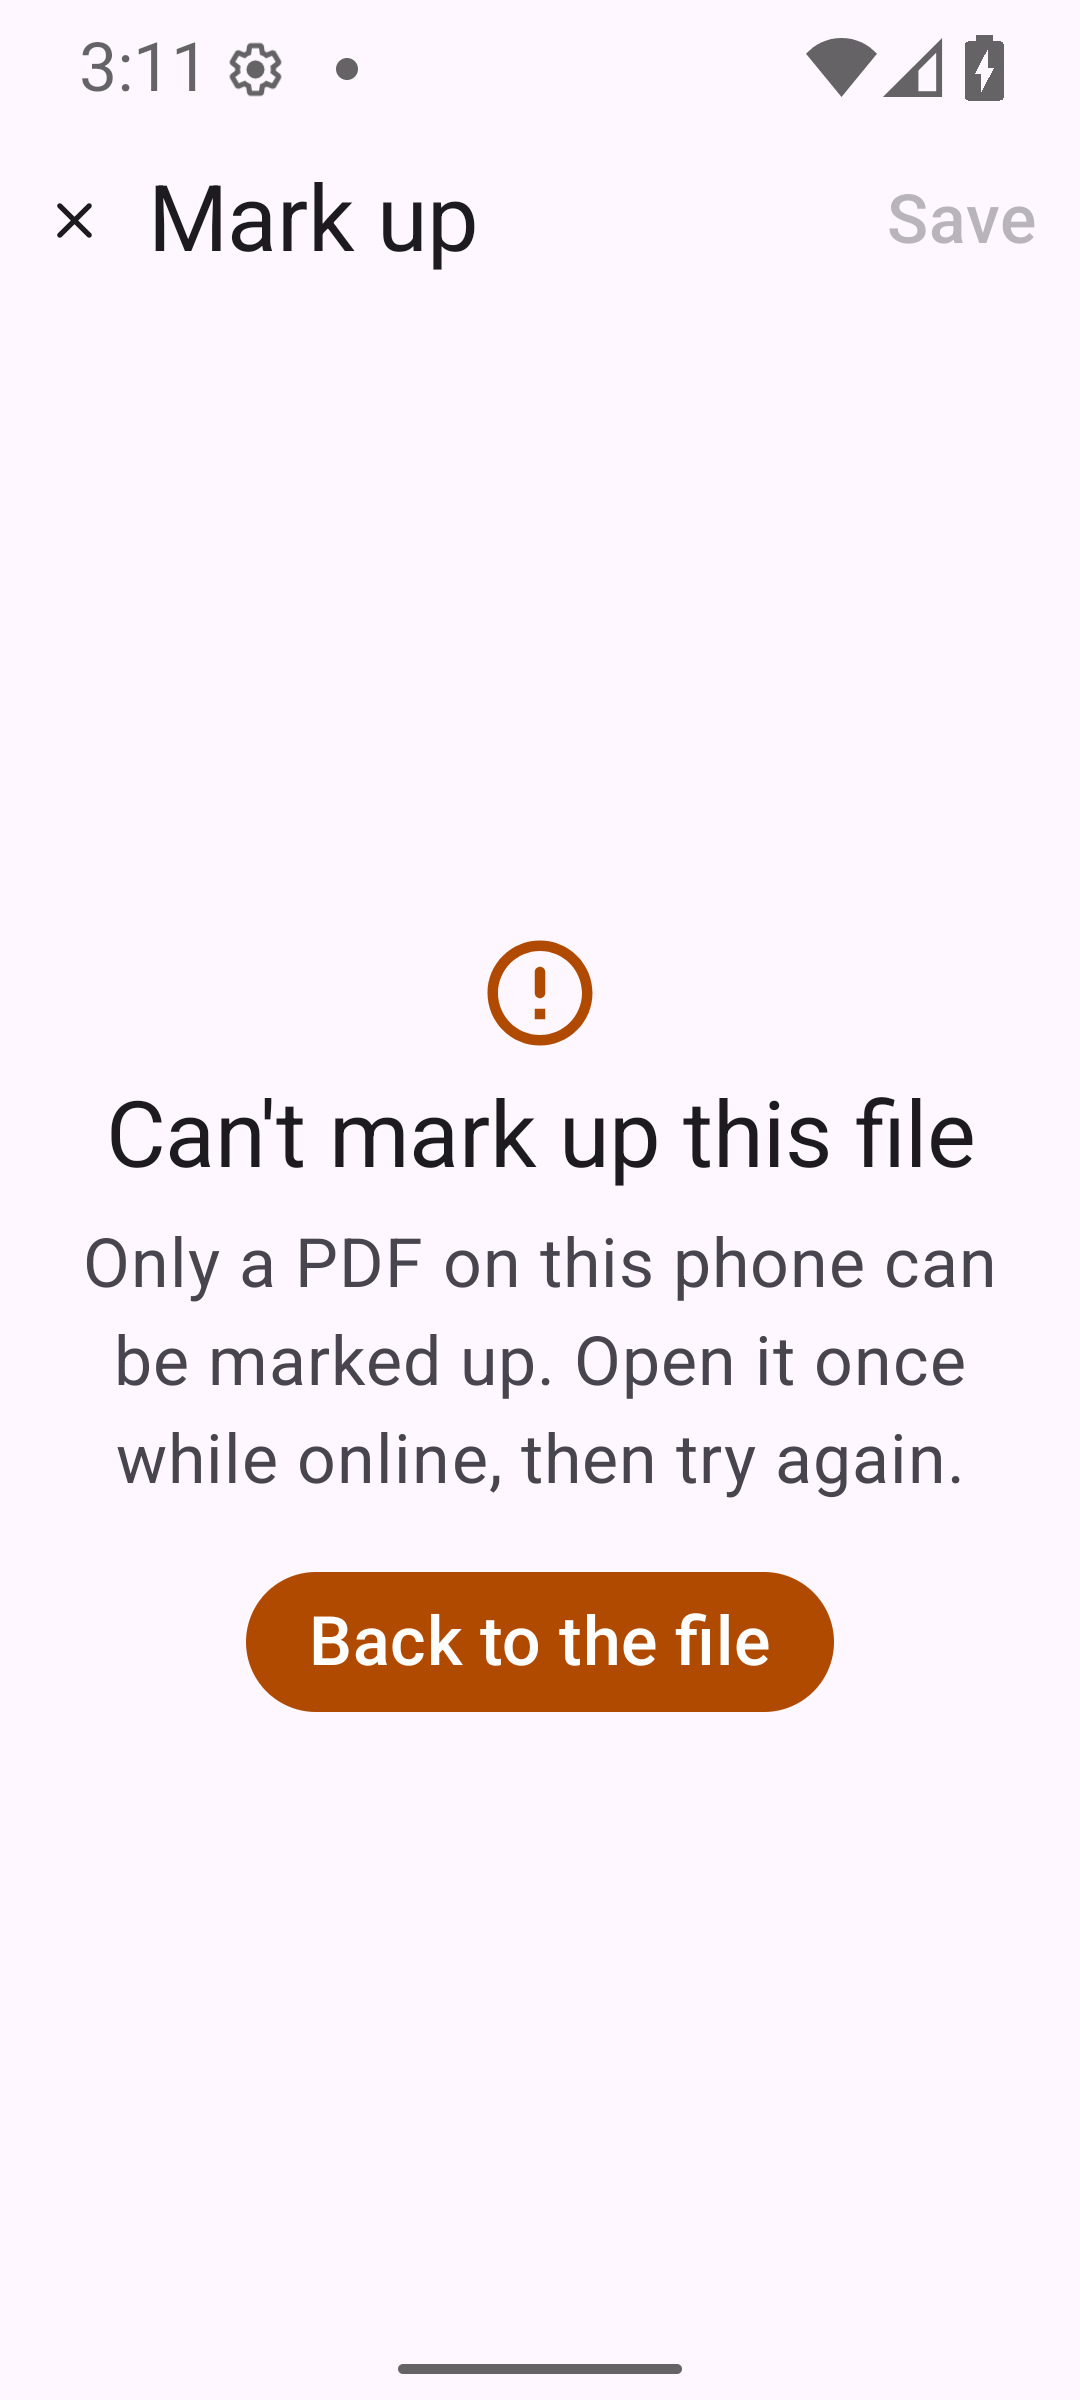 3:11
Mark up
Save
Can't mark up this file
Only a PDF on this phone can
be marked up. Open it once
while online, then try again.
Back to the file